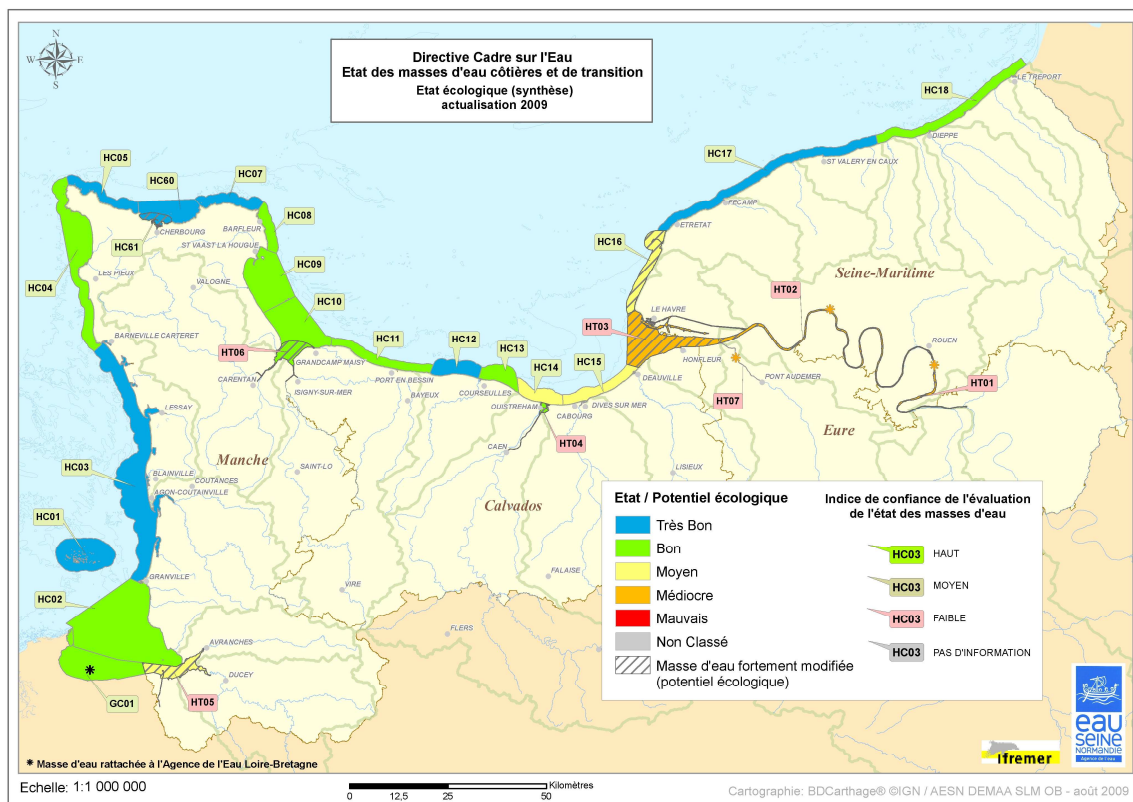 Directive Cadre sur l'Eau
Etat des masses d'eau côtières et de transition
Etat écologique (synthèse)
actualisation 2009
N
W
E
S
LE TREPORT
HC18
DIEPPE
HC17
ST VALERY EN CAUX
FECAMP
ETRETAT
HC16
HC05
HC60
HC07
CHERBOURG
HC61
BARFLEUR
HC08
ST VAAST LA HOUGUE
HC09
HC04
LES PIEUX
VALOGNE
HC10
Seine-Maritime
HT02
LE HAVRE
HT03
HONFLEUR
ROUEN
HT01
PONT AUDEMER
HT07
BARNEVILLE CARTERET
HT06
GRANDCAMP MAISY
HC11
HC12
HC13
HC14
HC15
CARENTAN
ISIGNY-SUR-MER
PORT EN BESSIN
BAYEUX
COURSEULLES
OUISTREHAM
CABOURG
DIVES SUR MER
DEAUVILLE
HT04
CAEN
Eure
LESSAY
Manche
HC03
BLAINVILLE
COUTANCES
AGON-COUTAINVILLE
SAINT-LO
Calvados
LISIEUX
HC01
GRANVILLE
VIRE
FALAISE
HC02
FLERS
AVRANCHES
DUCEY
GC01
HT05
Etat / Potentiel écologique
Très Bon
Bon
Moyen
Médiocre
Mauvais
Non Classé
Masse d'eau fortement modifiée
(potentiel écologique)
Indice de confiance de l'évaluation
de l'état des masses d'eau
HC03 HAUT
HC03 MOYEN
HC03 FAIBLE
HC03 PAS D'INFORMATION
eau
SEINE
NORMANDIE
Agence de l'eau
Ifremer
* Masse d'eau rattachée à l'Agence de l'Eau Loire-Bretagne
Echelle: 1:1 000 000
Kilomètres
0 12,5 25 50
Cartographie: BDCarthage® ©IGN / AESN DEMAA SLM OB - août 2009